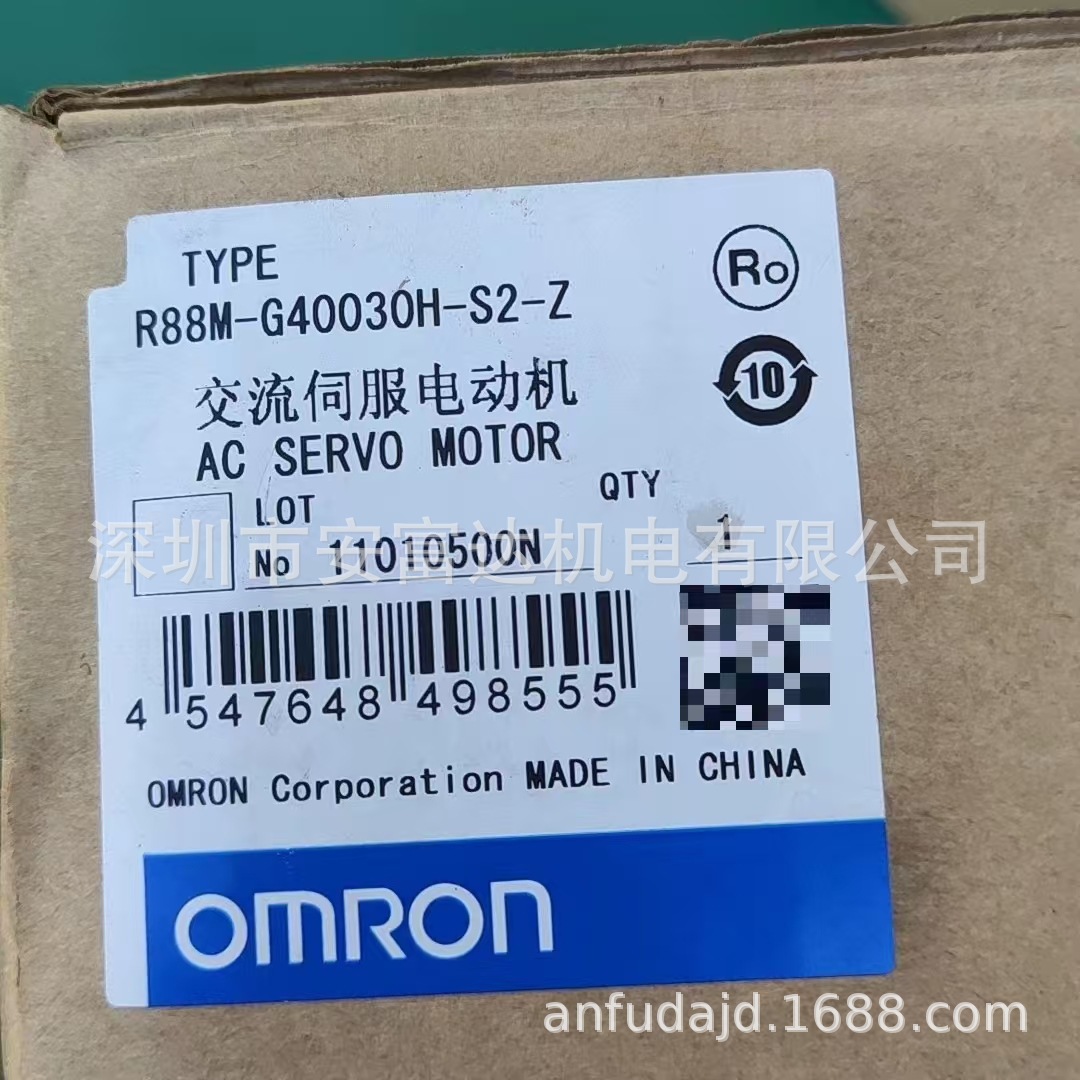 TYPE
R88M-G40030H-S2-Z
Ro
10
交流伺服电动机
AC SERVO MOTOR
LOT
No 11010500N
QTY
1
深圳市安富达机电有限公司
4 547648 498555
OMRON Corporation MADE IN CHINA
OMRON
anfudajd.1688.com